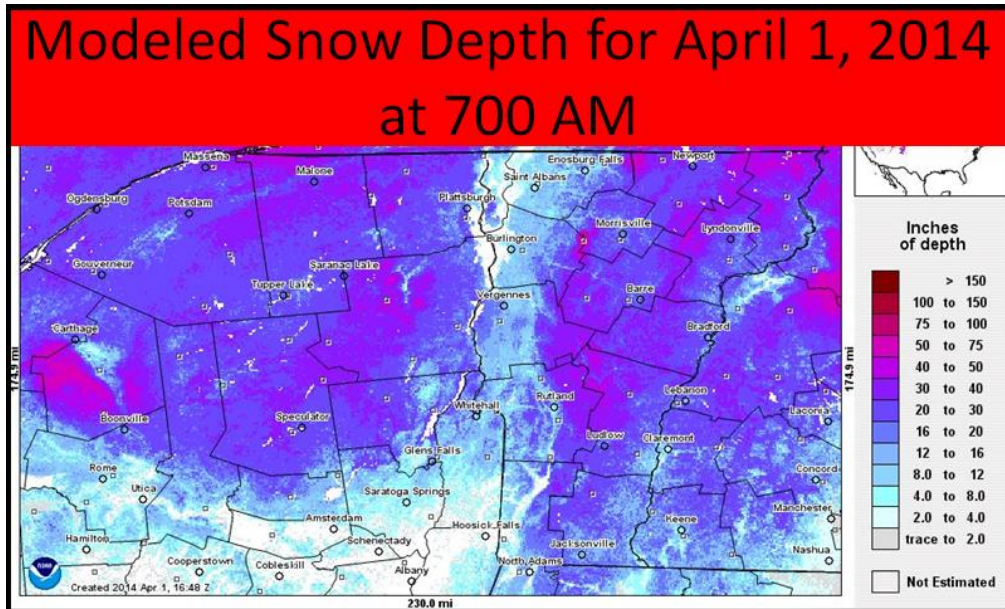 Modeled Snow Depth for April 1, 2014
at 700 AM
Massena
Malone
Enosburg Falls
Newport
Saint Albans
Ogdensburg
Potsdam
Plattsburgh
Morrisville
Lyndonville
Burlington
Gouverneur
Saranac Lake
Tupper Lake
Vergennes
Barre
Carthage
Bradford
Boonville
Speculator
Whitehall
Rutland
Lebanon
Laconia
Ludlow
Claremont
Glens Falls
Rome
Utica
Saratoga Springs
Concord
Manchester
Amsterdam
Hoosick Falls
Keene
Hamilton
Schenectady
Jacksonville
Nashua
Cooperstown
Cobleskill
Albany
North Adams
174.9 mi
174.9 mi
230.0 mi
NOAA
Created 2014 Apr 1, 16:48 Z
Inches
of depth
> 150
100 to 150
75 to 100
50 to 75
40 to 50
30 to 40
20 to 30
16 to 20
12 to 16
8.0 to 12
4.0 to 8.0
2.0 to 4.0
trace to 2.0
Not Estimated